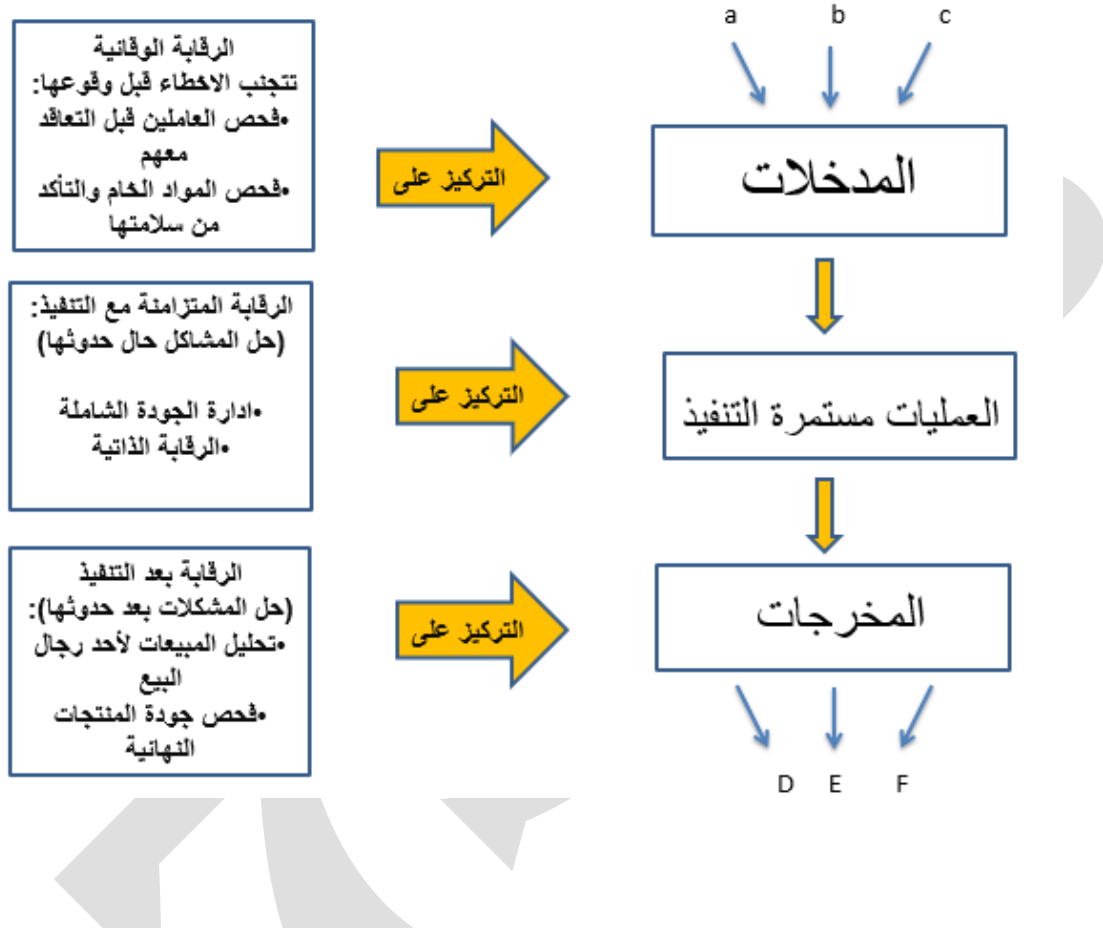 a b c
الرقابة الوقائية
تتجنب الاخطاء قبل وقوعها:
•فحص العاملين قبل التعاقد
معهم
•فحص المواد الخام والتأكد
من سلامتها
التركيز على
المدخلات
الرقابة المتزامنة مع التنفيذ:
(حل المشاكل حال حدوثها)
•ادارة الجودة الشاملة
•الرقابة الذاتية
التركيز على
العمليات مستمرة التنفيذ
الرقابة بعد التنفيذ
(حل المشكلات بعد حدوثها):
•تحليل المبيعات لأحد رجال
البيع
•فحص جودة المنتجات
النهائية
التركيز على
المخرجات
D E F